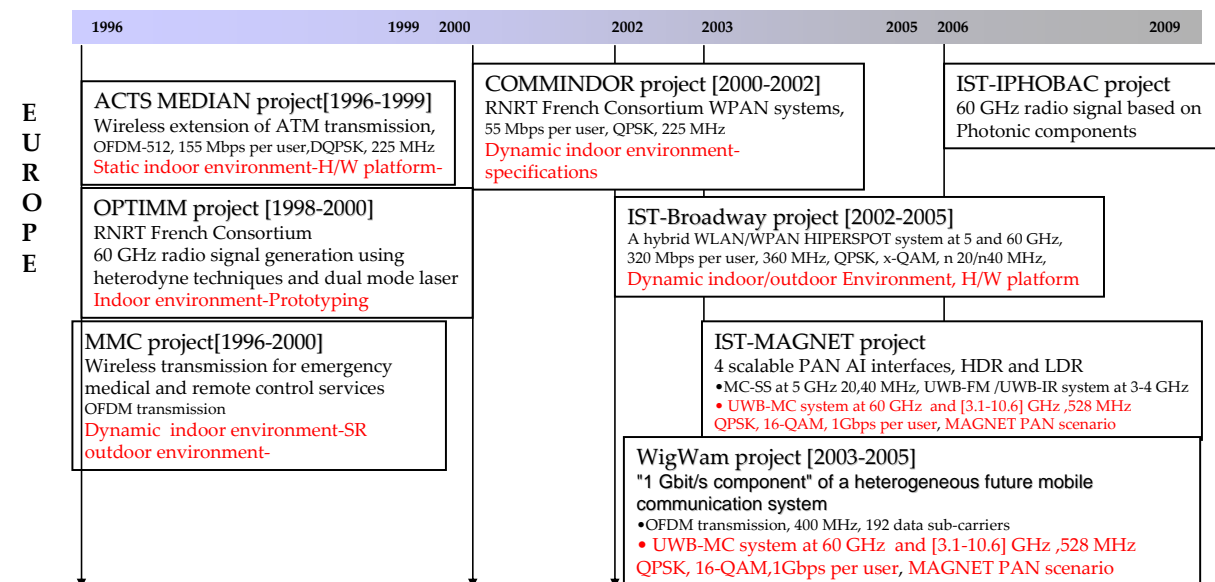 1996 1999 2000 2002 2003 2005 2006 2009
E
U
R
O
P
E
ACTS MEDIAN project[1996-1999]
Wireless extension of ATM transmission,
OFDM-512, 155 Mbps per user,DQPSK, 225 MHz
Static indoor environment-H/W platform-
OPTIMM project [1998-2000]
RNRT French Consortium
60 GHz radio signal generation using
heterodyne techniques and dual mode laser
Indoor environment-Prototyping
MMC project[1996-2000]
Wireless transmission for emergency
medical and remote control services
OFDM transmission
Dynamic indoor environment-SR
outdoor environment-
COMMINDOR project [2000-2002]
RNRT French Consortium WPAN systems,
55 Mbps per user, QPSK, 225 MHz
Dynamic indoor environment-
specifications
IST-Broadway project [2002-2005]
A hybrid WLAN/WPAN HIPERSPOT system at 5 and 60 GHz,
320 Mbps per user, 360 MHz, QPSK, x-QAM, n 20/n40 MHz,
Dynamic indoor/outdoor Environment, H/W platform
IST-IPHOBAC project
60 GHz radio signal based on
Photonic components
IST-MAGNET project
4 scalable PAN AI interfaces, HDR and LDR
•MC-SS at 5 GHz 20,40 MHz, UWB-FM /UWB-IR system at 3-4 GHz
• UWB-MC system at 60 GHz and [3.1-10.6] GHz ,528 MHz
QPSK, 16-QAM, 1Gbps per user, MAGNET PAN scenario
WigWam project [2003-2005]
"1 Gbit/s component" of a heterogeneous future mobile
communication system
•OFDM transmission, 400 MHz, 192 data sub-carriers
• UWB-MC system at 60 GHz and [3.1-10.6] GHz ,528 MHz
QPSK, 16-QAM,1Gbps per user, MAGNET PAN scenario